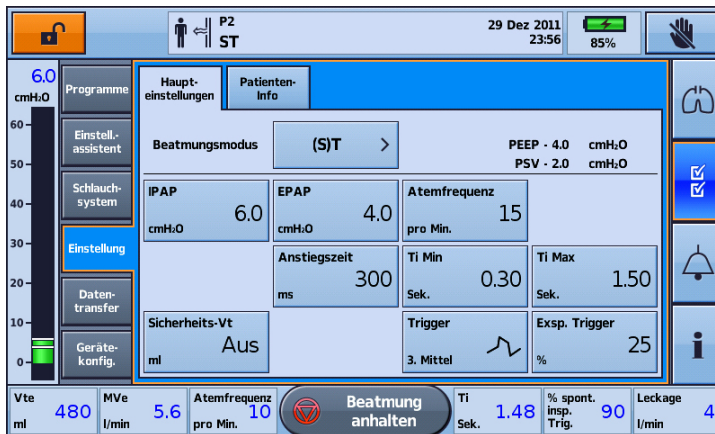 P2
ST
29 Dez 2011
23:56
85%
6.0
cmH₂O
60
50
40
30
20
10
0
Programme
Einstell.-
assistent
Schlauch-
system
Einstellung
Daten-
transfer
Geräte-
konfig.
Haupt-
einstellungen
Patienten-
Info
Beatmungsmodus
(S)T >
PEEP - 4.0 cmH₂O
PSV - 2.0 cmH₂O
IPAP
6.0
cmH₂O
EPAP
4.0
cmH₂O
Atemfrequenz
15
pro Min.
Anstiegszeit
300
ms
Ti Min
0.30
Sek.
Ti Max
1.50
Sek.
Sicherheits-Vt
Aus
ml
Trigger
3. Mittel
Exsp. Trigger
25
%
Vte
480
ml
MVe
5.6
l/min
Atemfrequenz
10
pro Min.
Beatmung
anhalten
Ti
1.48
Sek.
% spont.
insp.
Trig.
90
Leckage
4
l/min